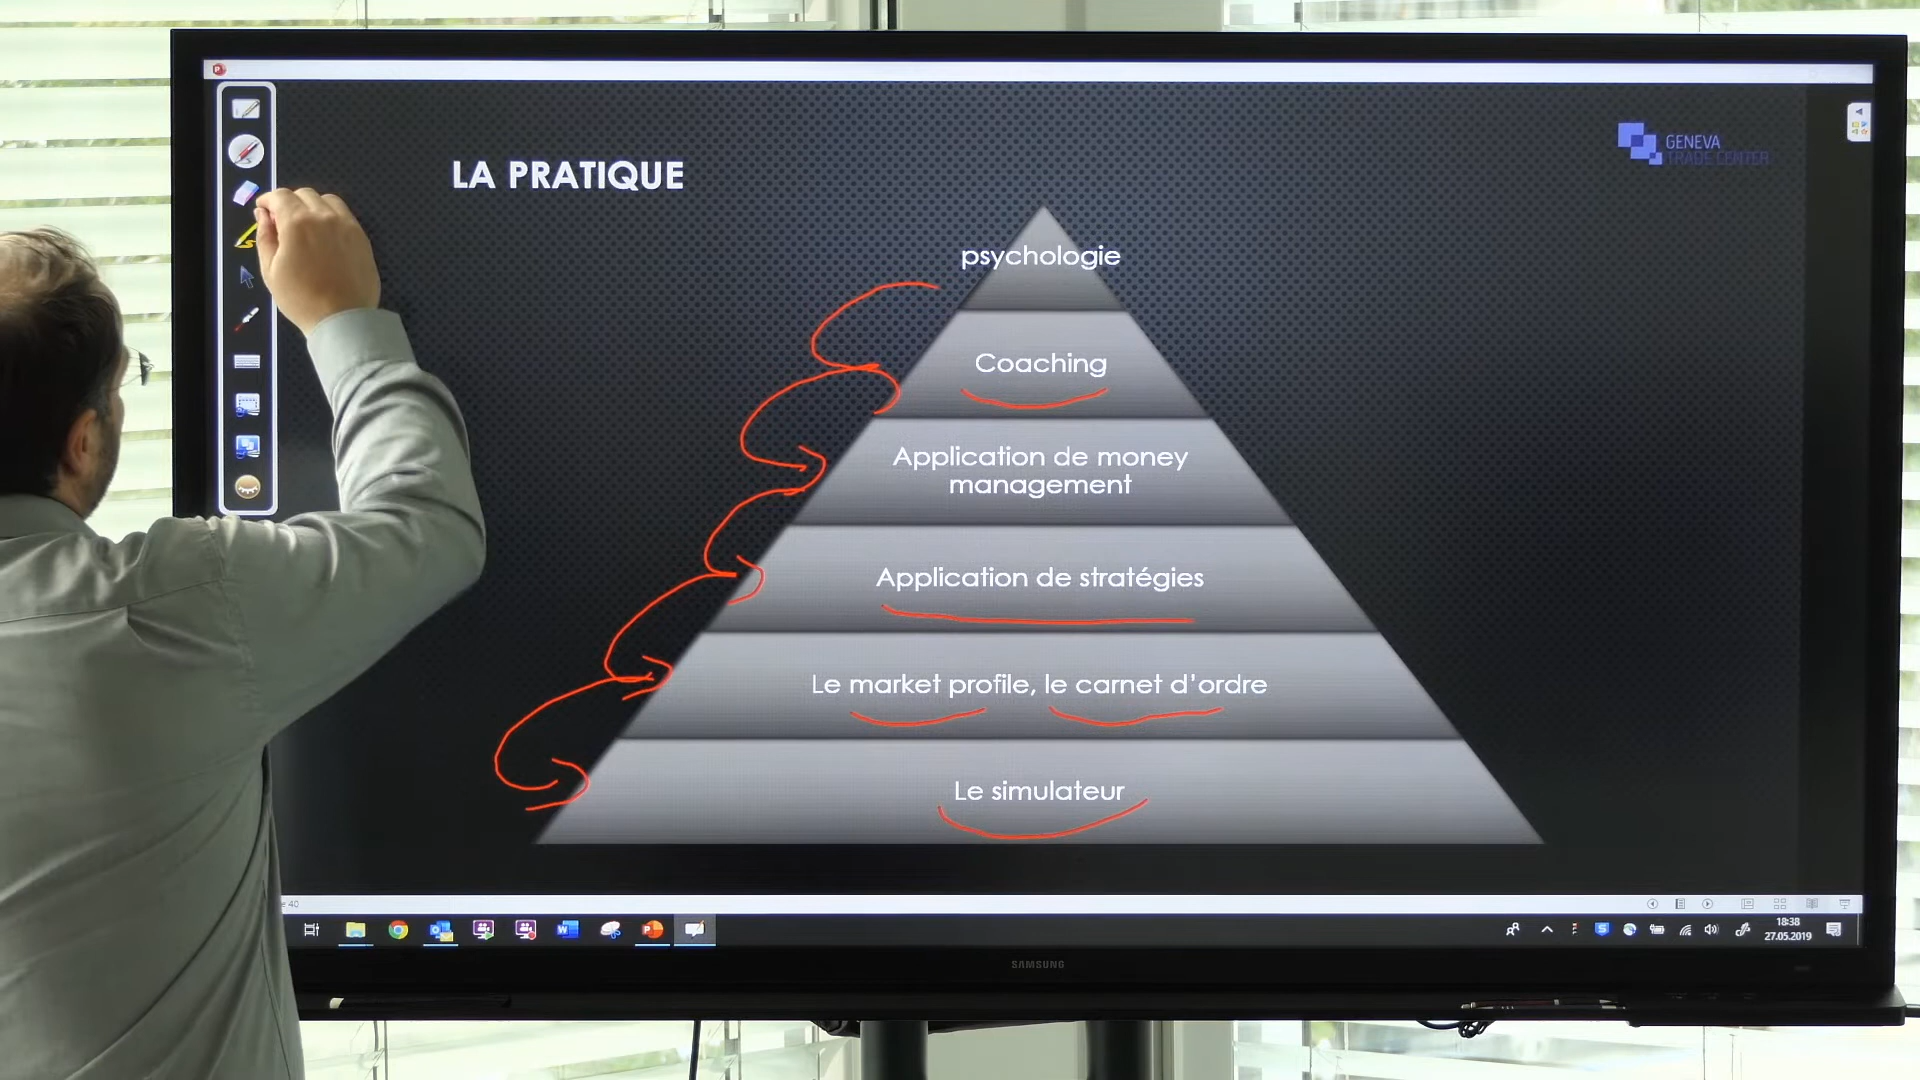 LA PRATIQUE
GENEVA
TRADE CENTER
psychologie
Coaching
Application de money
management
Application de stratégies
Le market profile, le carnet d'ordre
Le simulateur
40
18:38
27.05.2019
SAMSUNG